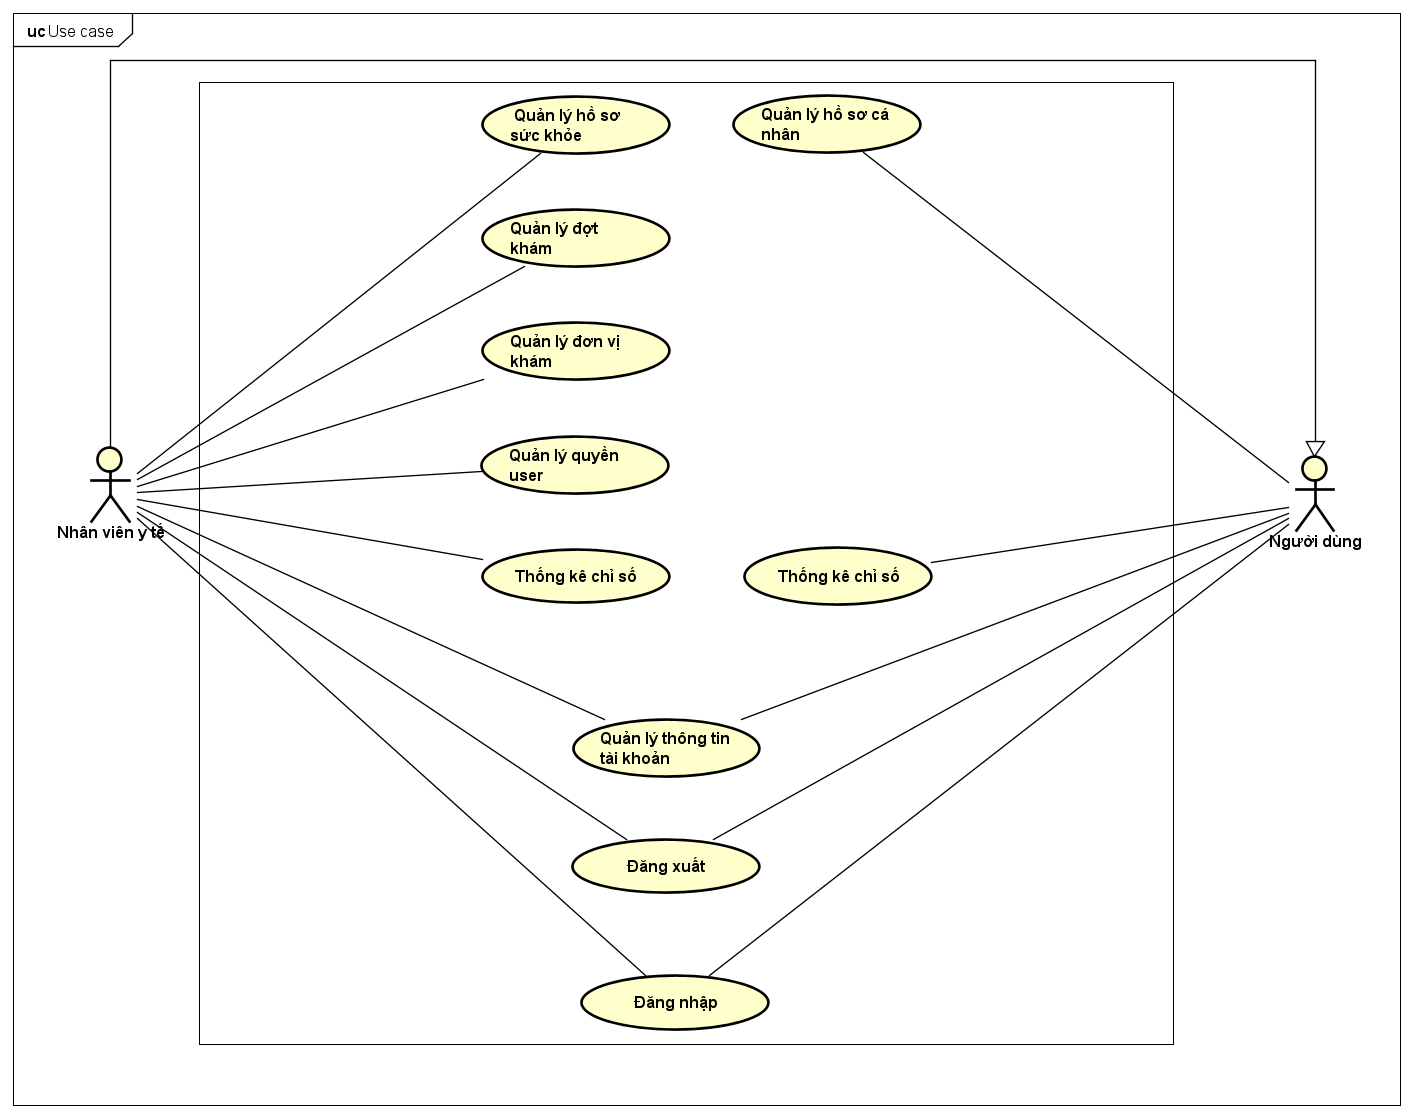 uc Use case
Quản lý hồ sơ
sức khỏe
Quản lý hồ sơ cá
nhân
Quản lý đợt
khám
Quản lý đơn vị
khám
Quản lý quyền
user
Nhân viên y tế
Người dùng
Thống kê chỉ số
Thống kê chỉ số
Quản lý thông tin
tài khoản
Đăng xuất
Đăng nhập